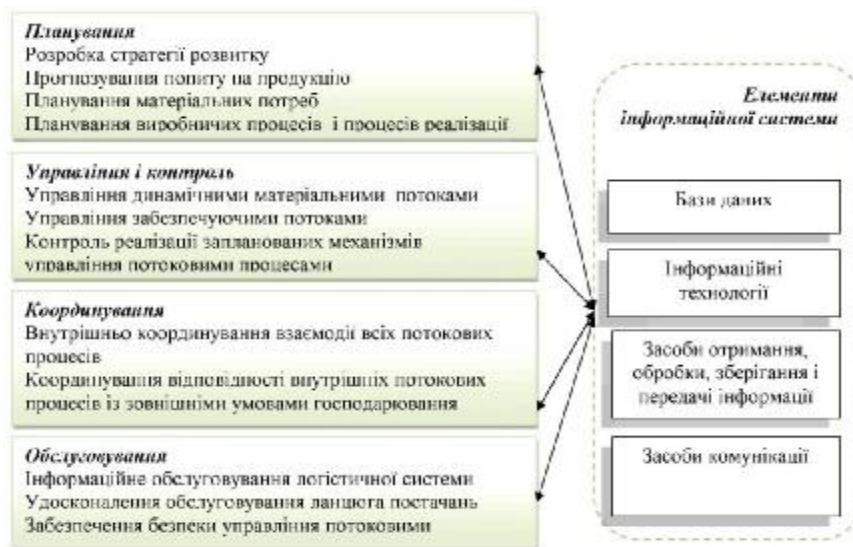 Планування
Розробка стратегії розвитку
Прогнозування попиту на продукцію
Планування матеріальних потреб
Планування виробничих процесів і процесів реалізації
Управління і контроль
Управління динамічними матеріальними потоками
Управління забезпечуючими потоками
Контроль реалізації запланованих механізмів
управління потоковими процесами
Координування
Внутрішньо координування взаємодії всіх потокових
процесів
Координування відповідності внутрішніх потокових
процесів із зовнішніми умовами господарювання
Обслуговування
Інформаційне обслуговування логістичної системи
Удосконалення обслуговування ланцюга постачань
Забезпечення безпеки управління потоковими
Елементи
інформаційної системи
Бази даних
Інформаційні
технології
Засоби отримання,
обробки, зберігання і
передачі інформації
Засоби комунікації